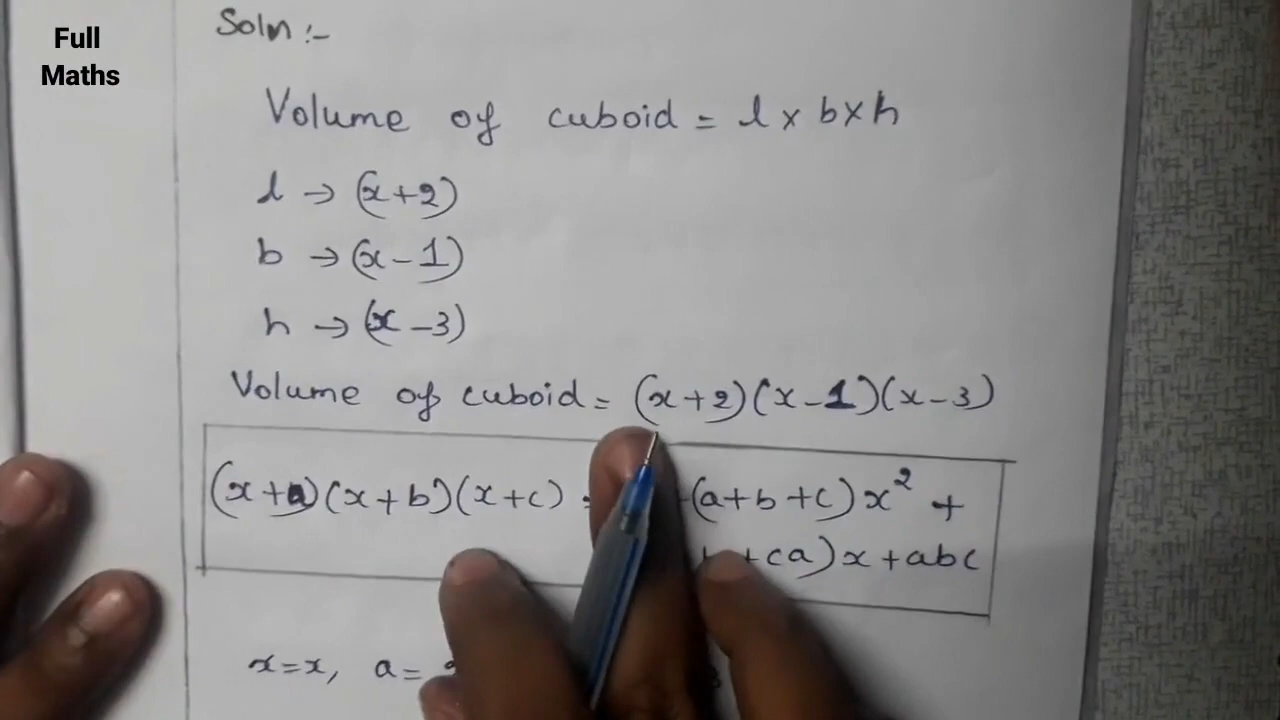 Full
Maths
Soln :-
Volume of cuboid = l × b × h
l → (x+2)
b → (x-1)
h → (x-3)
Volume of cuboid = (x+2)(x-1)(x-3)
(x+a)(x+b)(x+c) (a+b+c)x² +
+ca)x+abc
x=x, a=